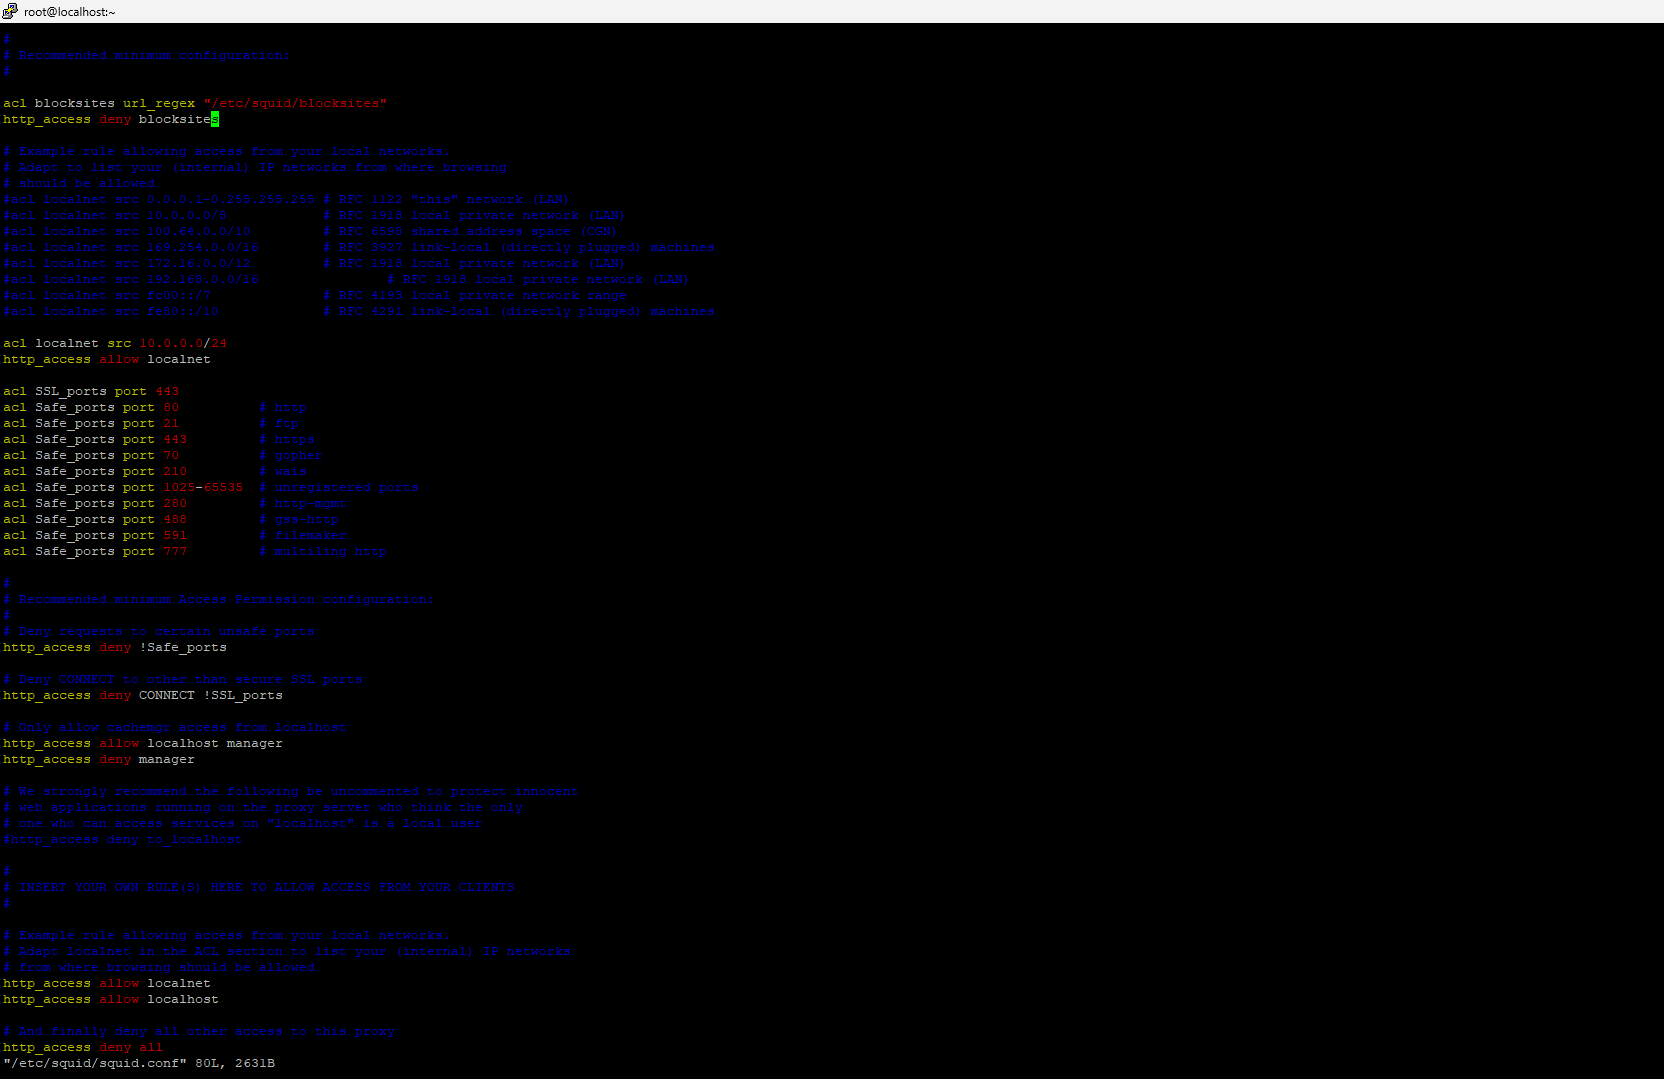 root@localhost:~
#
# Recommended minimum configuration:
#
acl blocksites url_regex "/etc/squid/blocksites"
http_access deny blocksites
# Example rule allowing access from your local networks.
# Adapt to list your (internal) IP networks from where browsing
# should be allowed
#acl localnet src 0.0.0.1-0.255.255.255 # RFC 1122 "this" network (LAN)
#acl localnet src 10.0.0.0/8            # RFC 1918 local private network (LAN)
#acl localnet src 100.64.0.0/10         # RFC 6598 shared address space (CGN)
#acl localnet src 169.254.0.0/16        # RFC 3927 link-local (directly plugged) machines
#acl localnet src 172.16.0.0/12         # RFC 1918 local private network (LAN)
#acl localnet src 192.168.0.0/16                # RFC 1918 local private network (LAN)
#acl localnet src fc00::/7              # RFC 4193 local private network range
#acl localnet src fe80::/10             # RFC 4291 link-local (directly plugged) machines
acl localnet src 10.0.0.0/24
http_access allow localnet
acl SSL_ports port 443
acl Safe_ports port 80          # http
acl Safe_ports port 21          # ftp
acl Safe_ports port 443         # https
acl Safe_ports port 70          # gopher
acl Safe_ports port 210         # wais
acl Safe_ports port 1025-65535  # unregistered ports
acl Safe_ports port 280         # http-mgmt
acl Safe_ports port 488         # gss-http
acl Safe_ports port 591         # filemaker
acl Safe_ports port 777         # multiling http
#
# Recommended minimum Access Permission configuration:
#
# Deny requests to certain unsafe ports
http_access deny !Safe_ports
# Deny CONNECT to other than secure SSL ports
http_access deny CONNECT !SSL_ports
# Only allow cachemgr access from localhost
http_access allow localhost manager
http_access deny manager
# We strongly recommend the following be uncommented to protect innocent
# web applications running on the proxy server who think the only
# one who can access services on "localhost" is a local user
#http_access deny to_localhost
#
# INSERT YOUR OWN RULE(S) HERE TO ALLOW ACCESS FROM YOUR CLIENTS
#
# Example rule allowing access from your local networks.
# Adapt localnet in the ACL section to list your (internal) IP networks
# from where browsing should be allowed
http_access allow localnet
http_access allow localhost
# And finally deny all other access to this proxy
http_access deny all
"/etc/squid/squid.conf" 80L, 2631B